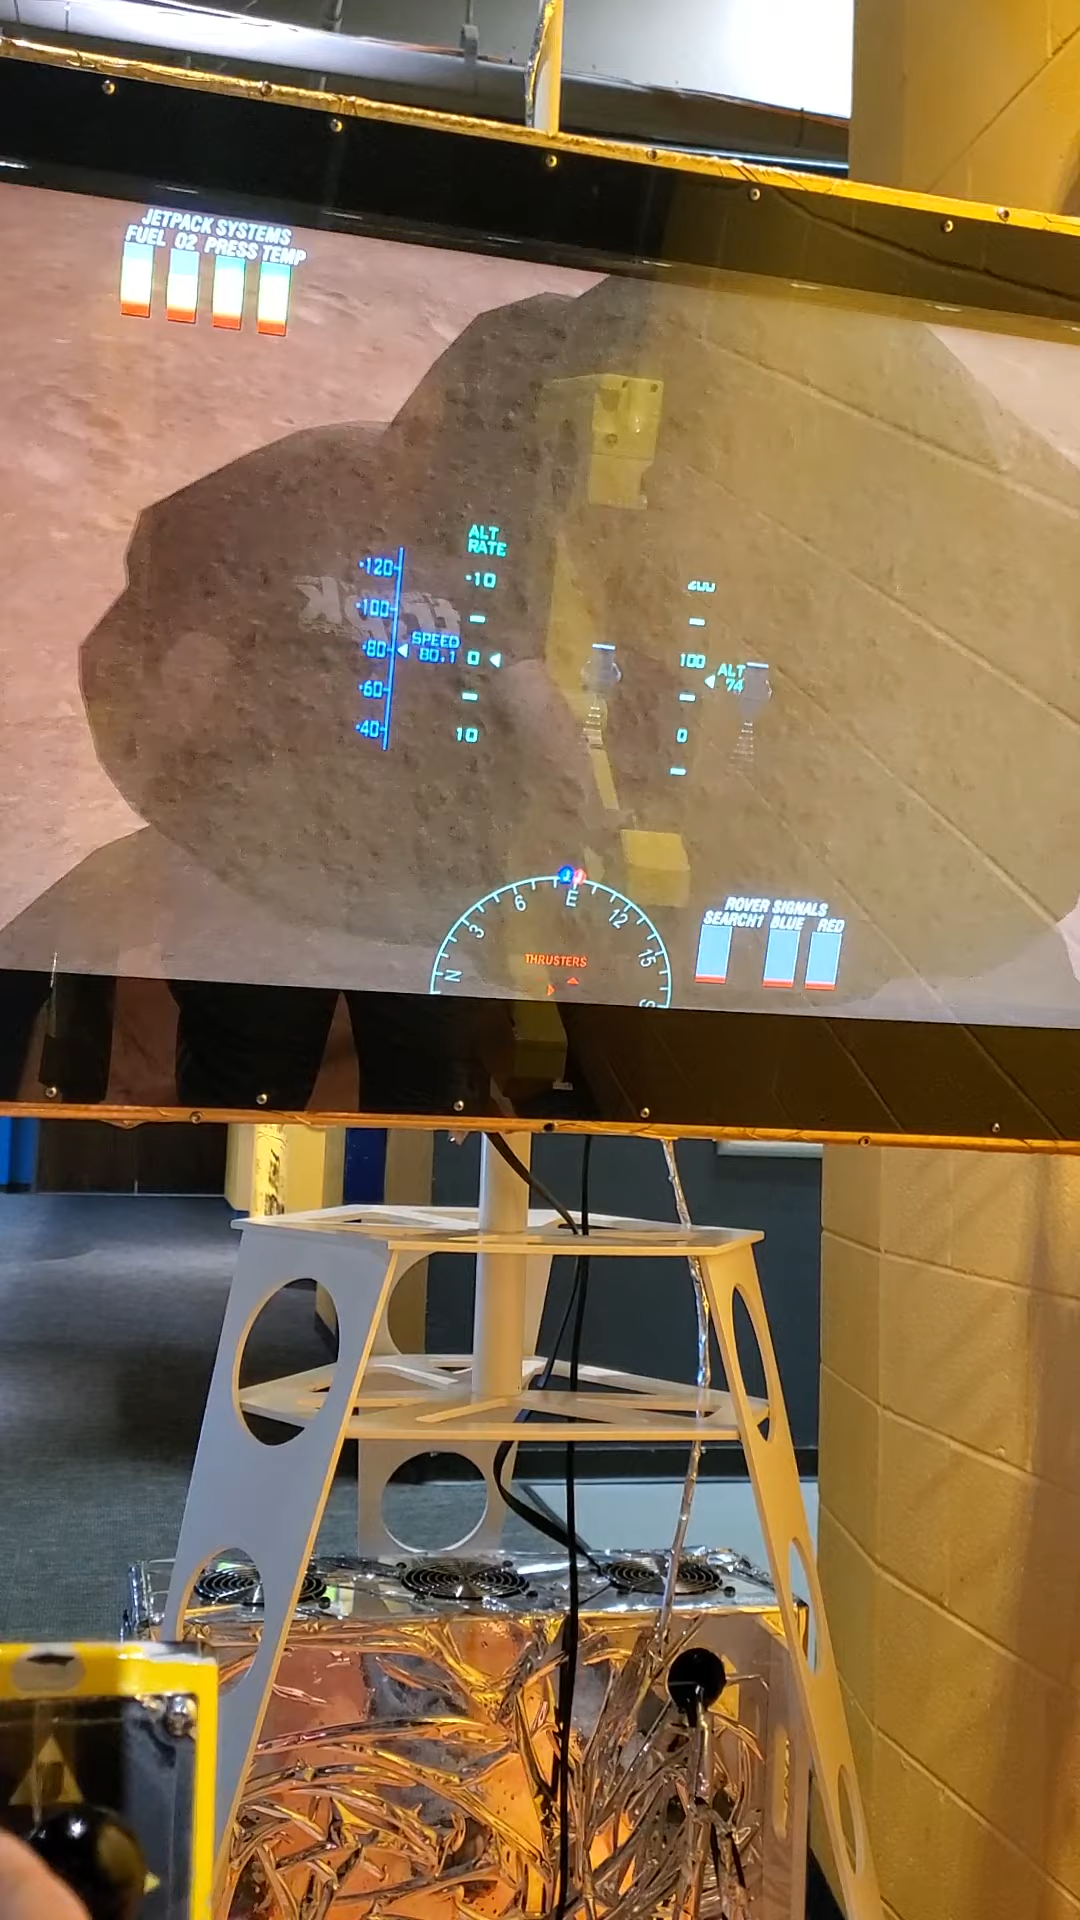 JETPACK SYSTEMS
FUEL O2 PRESS TEMP
ALT
RATE
-10
0
10
-120
-100
-80
-60
-40
SPEED
80.1
200
100
0
ALT
74
N 3 6 E 12 15 S
THRUSTERS
ROVER SIGNALS
SEARCH1 BLUE RED